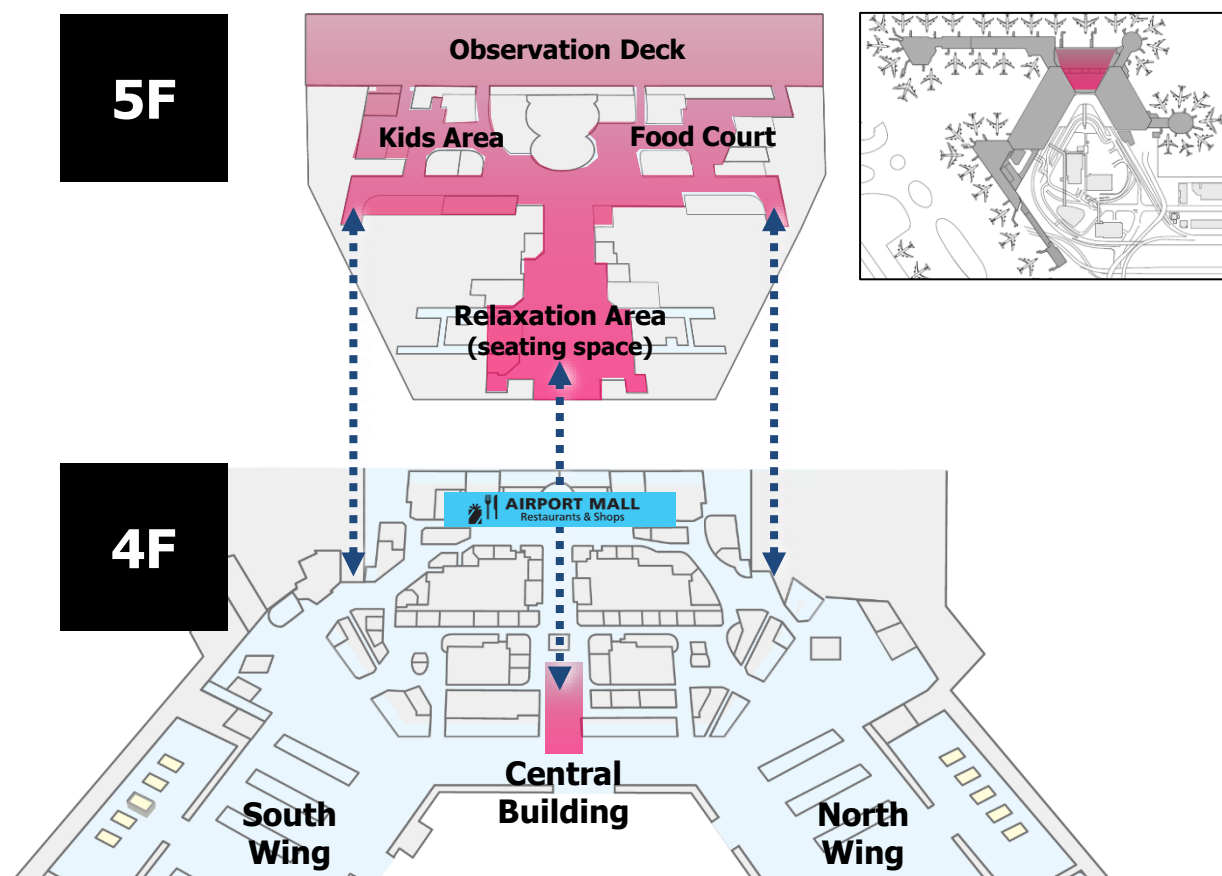 5F
Observation Deck
Kids Area
Food Court
Relaxation Area
(seating space)
4F
AIRPORT MALL
Restaurants & Shops
Central
Building
South
Wing
North
Wing